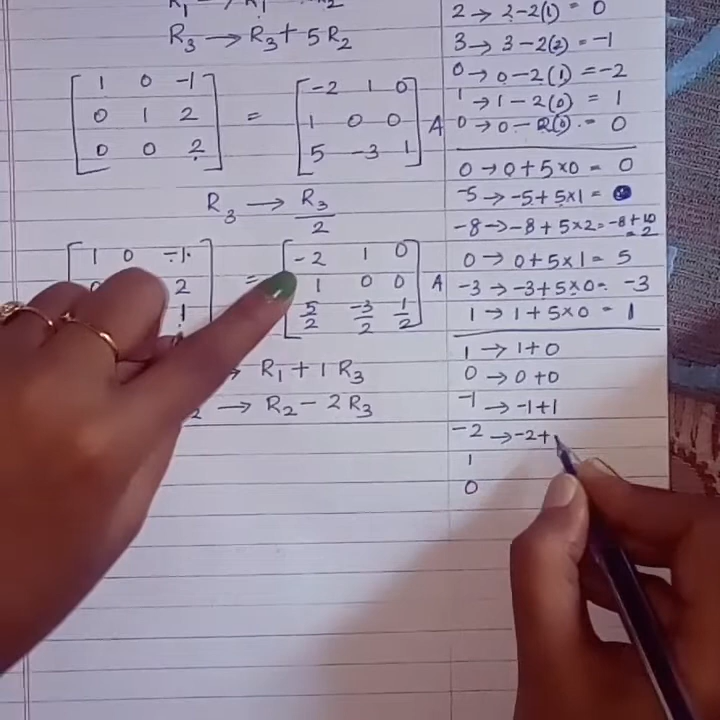 R₃ → R₃ + 5R₂
[ 1 0 -1 ] [ -2 1 0 ]
[ 0 1 2 ] = [ 1 0 0 ] A
[ 0 0 2 ] [ 5 -3 1 ]
R₃ → R₃/2
[ 1 0 -1 ] [ -2 1 0 ]
2 ] = [ 1 0 0 ] A
1 ] [ 5/2 -3/2 1/2 ]
→ R₁ + 1R₃
₂ → R₂ - 2R₃
2 → 2-2(1) = 0
3 → 3-2(2) = -1
0 → 0-2(1) = -2
1 → 1-2(0) = 1
0 → 0-2(0) = 0
0 → 0+5×0 = 0
-5 → -5+5×1 =
-8 → -8+5×2 = -8+10
= 2
0 → 0+5×1 = 5
-3 → -3+5×0 = -3
1 → 1+5×0 = 1
1 → 1+0
0 → 0+0
-1 → -1+1
-2 → -2+
1
0